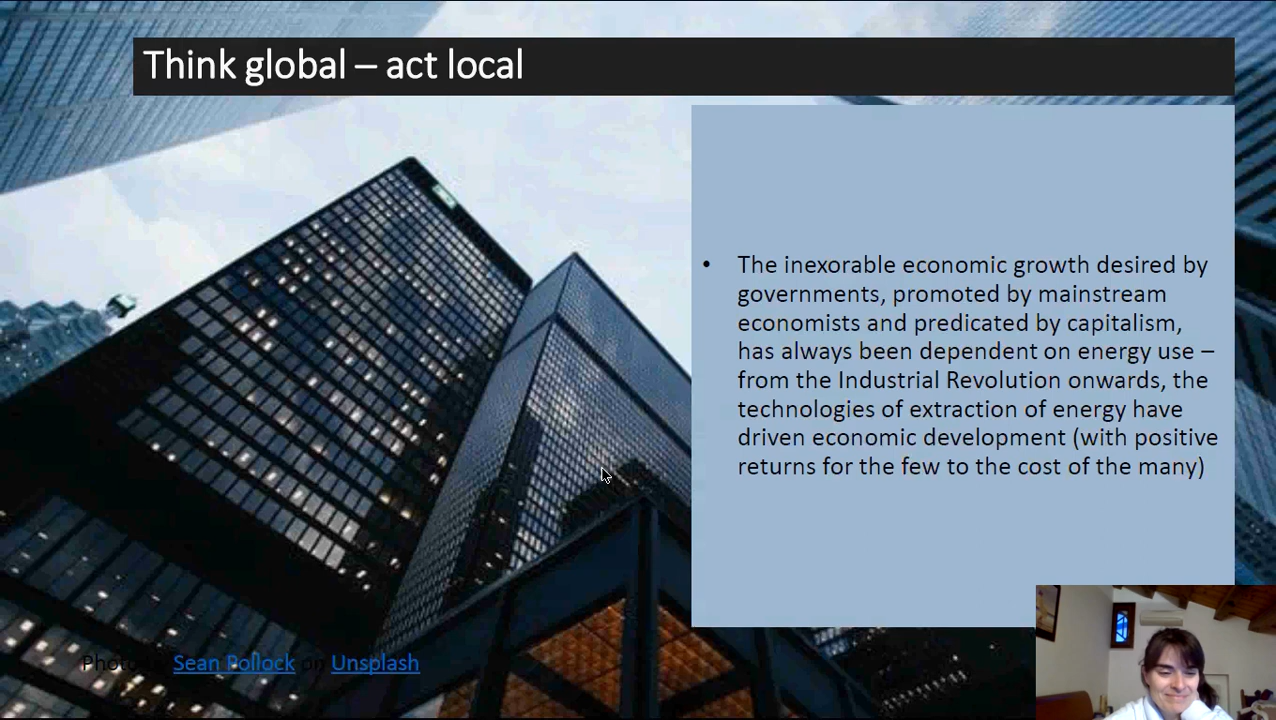 Think global – act local
• The inexorable economic growth desired by
governments, promoted by mainstream
economists and predicated by capitalism,
has always been dependent on energy use –
from the Industrial Revolution onwards, the
technologies of extraction of energy have
driven economic development (with positive
returns for the few to the cost of the many)
Photo Sean Pollock on Unsplash